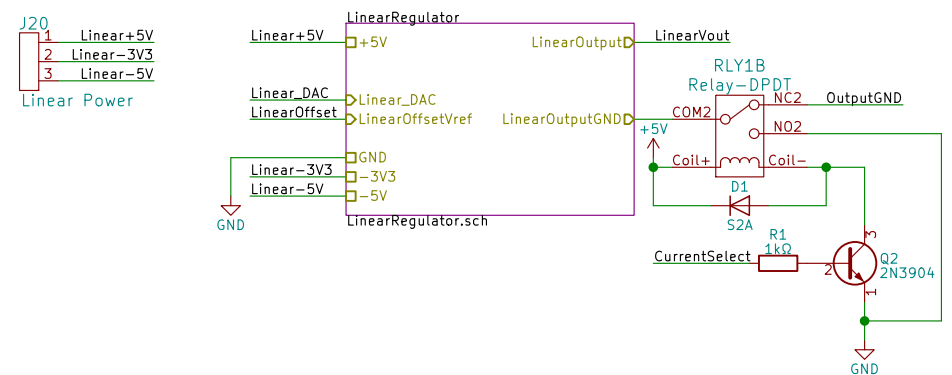 J20
1 Linear+5V
2 Linear-3V3
3 Linear-5V
Linear Power
LinearRegulator
Linear+5V +5V LinearOutput LinearVout
Linear_DAC Linear_DAC
LinearOffset LinearOffsetVref LinearOutputGND
GND
Linear-3V3 -3V3
Linear-5V -5V
GND
LinearRegulator.sch
RLY1B
Relay-DPDT
COM2 NC2 OutputGND
NO2
+5V
Coil+ Coil-
D1
S2A
CurrentSelect
R1
1kΩ
2
3
Q2
2N3904
1
GND